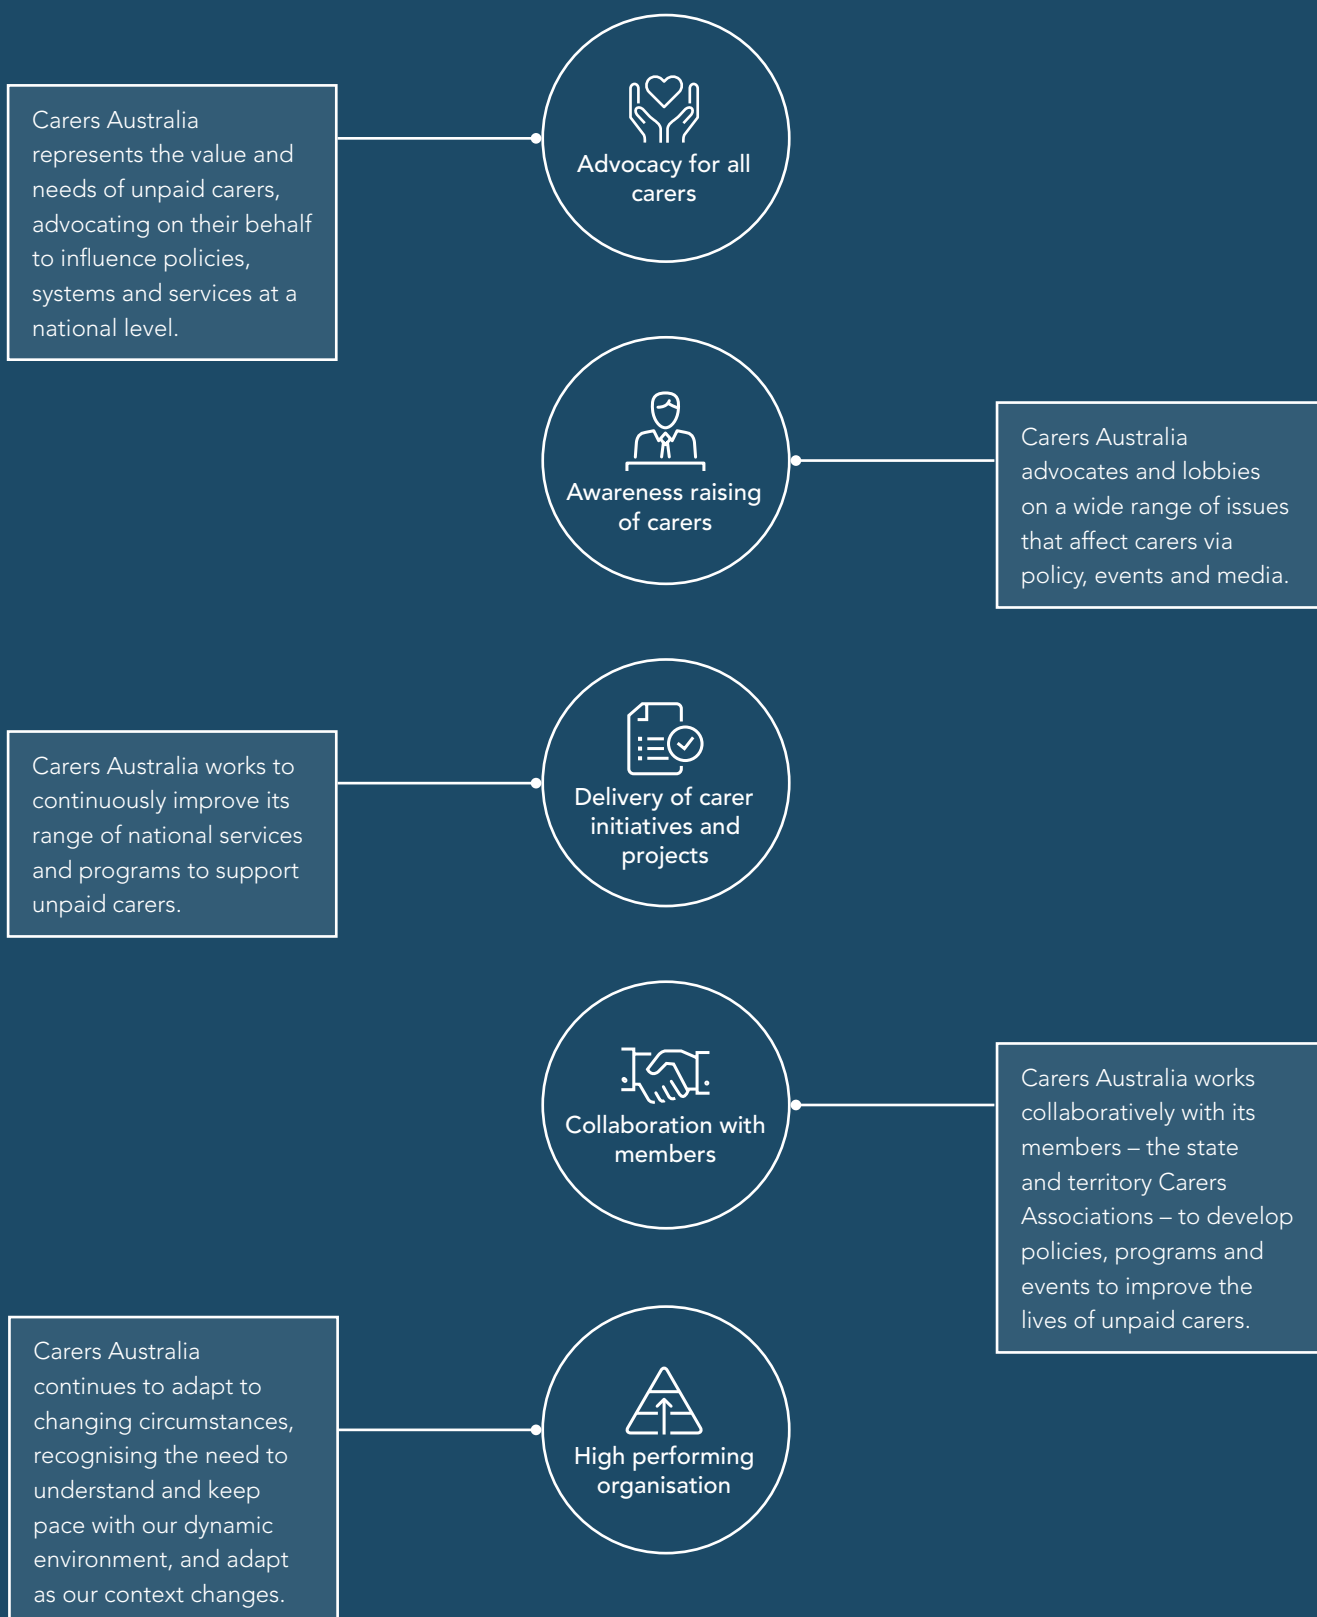 Advocacy for all
carers
Carers Australia
represents the value and
needs of unpaid carers,
advocating on their behalf
to influence policies,
systems and services at a
national level.
Awareness raising
of carers
Carers Australia
advocates and lobbies
on a wide range of issues
that affect carers via
policy, events and media.
Delivery of carer
initiatives and
projects
Carers Australia works to
continuously improve its
range of national services
and programs to support
unpaid carers.
Collaboration with
members
Carers Australia works
collaboratively with its
members – the state
and territory Carers
Associations – to develop
policies, programs and
events to improve the
lives of unpaid carers.
High performing
organisation
Carers Australia
continues to adapt to
changing circumstances,
recognising the need to
understand and keep
pace with our dynamic
environment, and adapt
as our context changes.